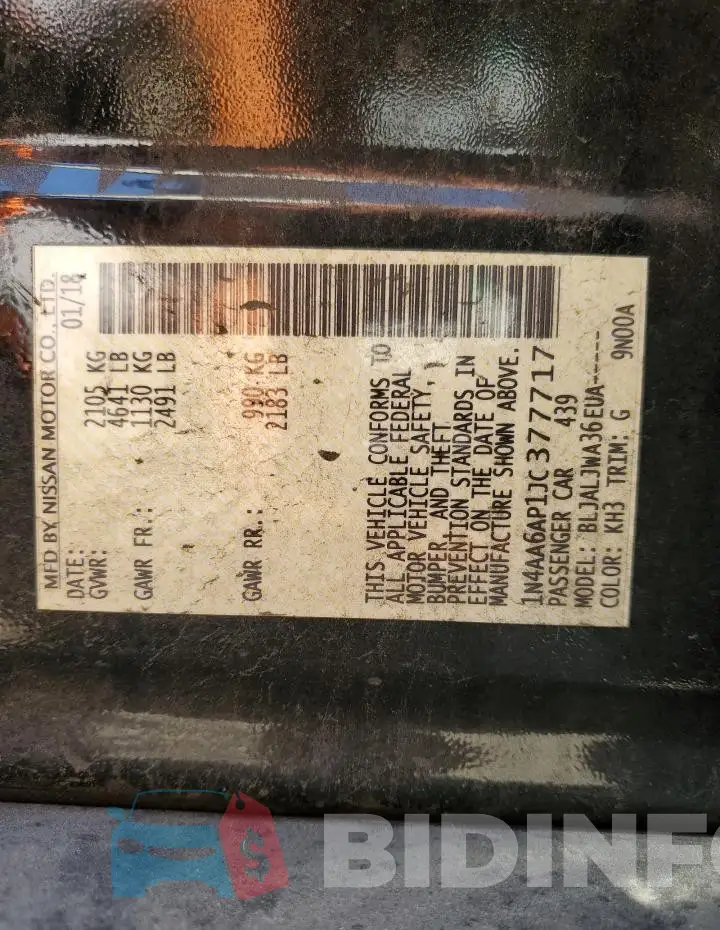 MFD BY NISSAN MOTOR CO., LTD.
DATE: 01/18
GVWR: 2105 KG
4641 LB
GAWR FR.: 1130 KG
2491 LB
GAWR RR.: 990 KG
2183 LB
THIS VEHICLE CONFORMS TO
ALL APPLICABLE FEDERAL
MOTOR VEHICLE SAFETY,
BUMPER, AND THEFT
PREVENTION STANDARDS IN
EFFECT ON THE DATE OF
MANUFACTURE SHOWN ABOVE.
1N4AA6AP1JC377717
PASSENGER CAR 439
MODEL: BLJALJWA36EUA-----
COLOR: KH3 TRIM: G 9N00A
$ BIDINFO